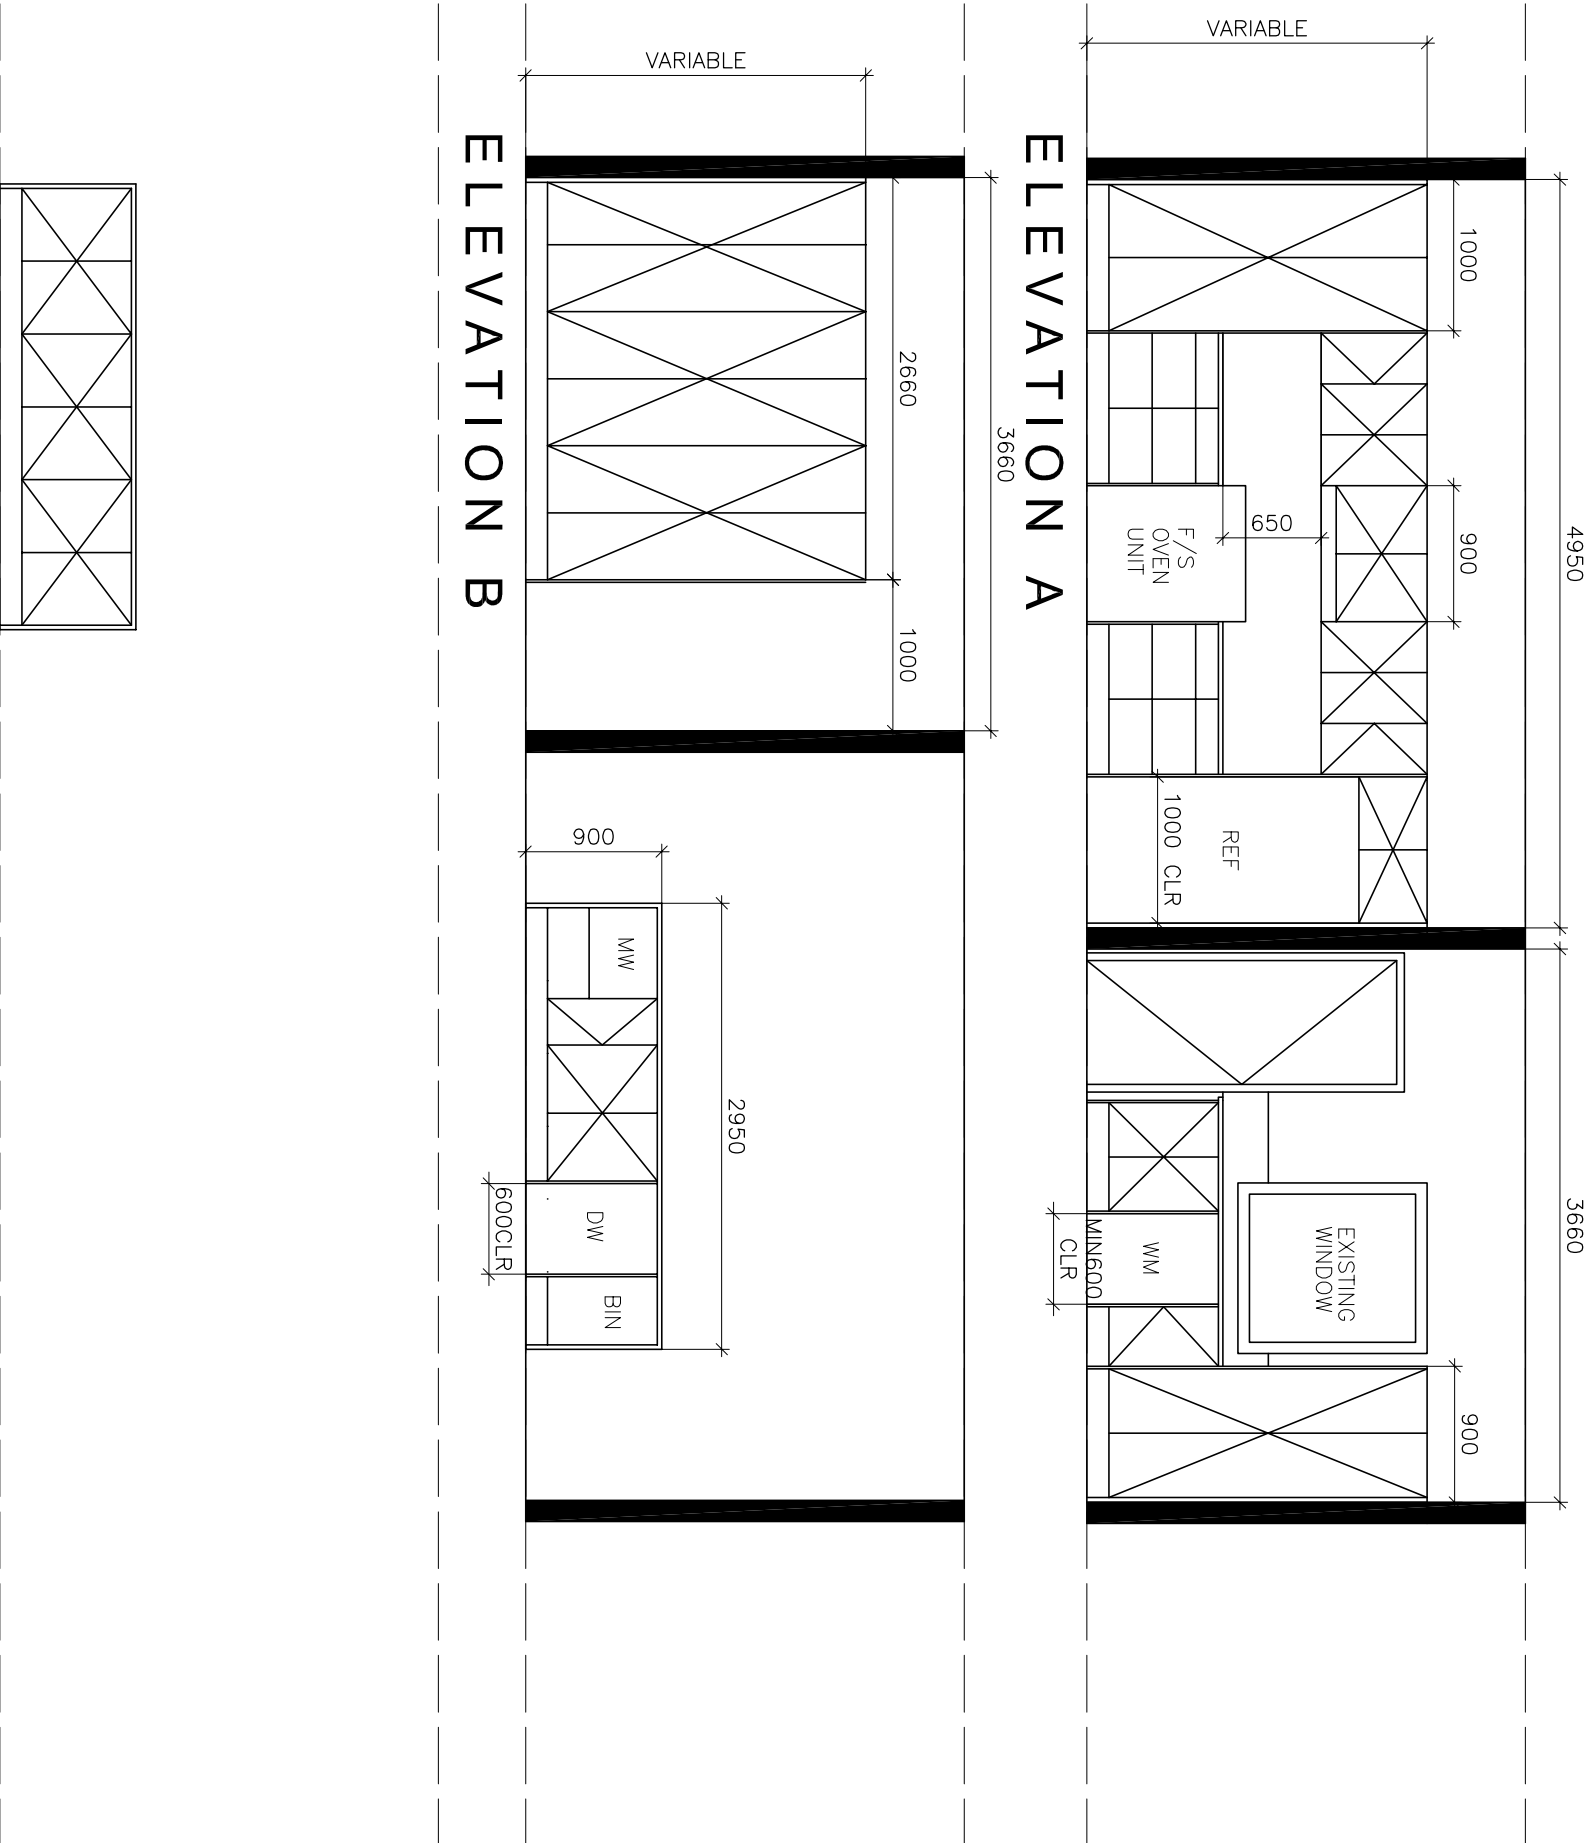 4950
3660
VARIABLE
1000
900
900
650
F/S
OVEN
UNIT
REF
1000 CLR
EXISTING
WINDOW
WM
MIN600
CLR
ELEVATION A
3660
VARIABLE
2660
1000
900
2950
MW
DW
BIN
600CLR
ELEVATION B